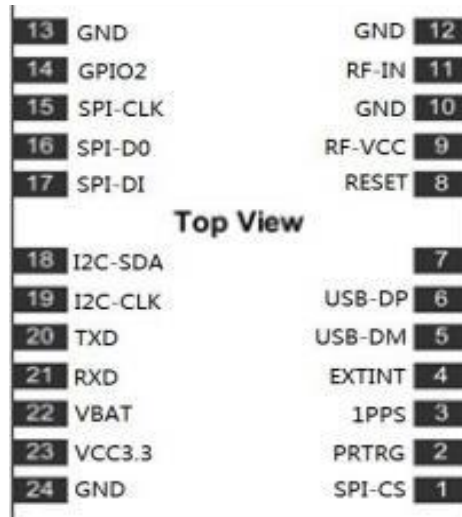 13 GND GND 12
14 GPIO2 RF-IN 11
15 SPI-CLK GND 10
16 SPI-D0 RF-VCC 9
17 SPI-DI RESET 8
Top View
18 I2C-SDA 7
19 I2C-CLK USB-DP 6
20 TXD USB-DM 5
21 RXD EXTINT 4
22 VBAT 1PPS 3
23 VCC3.3 PRTRG 2
24 GND SPI-CS 1